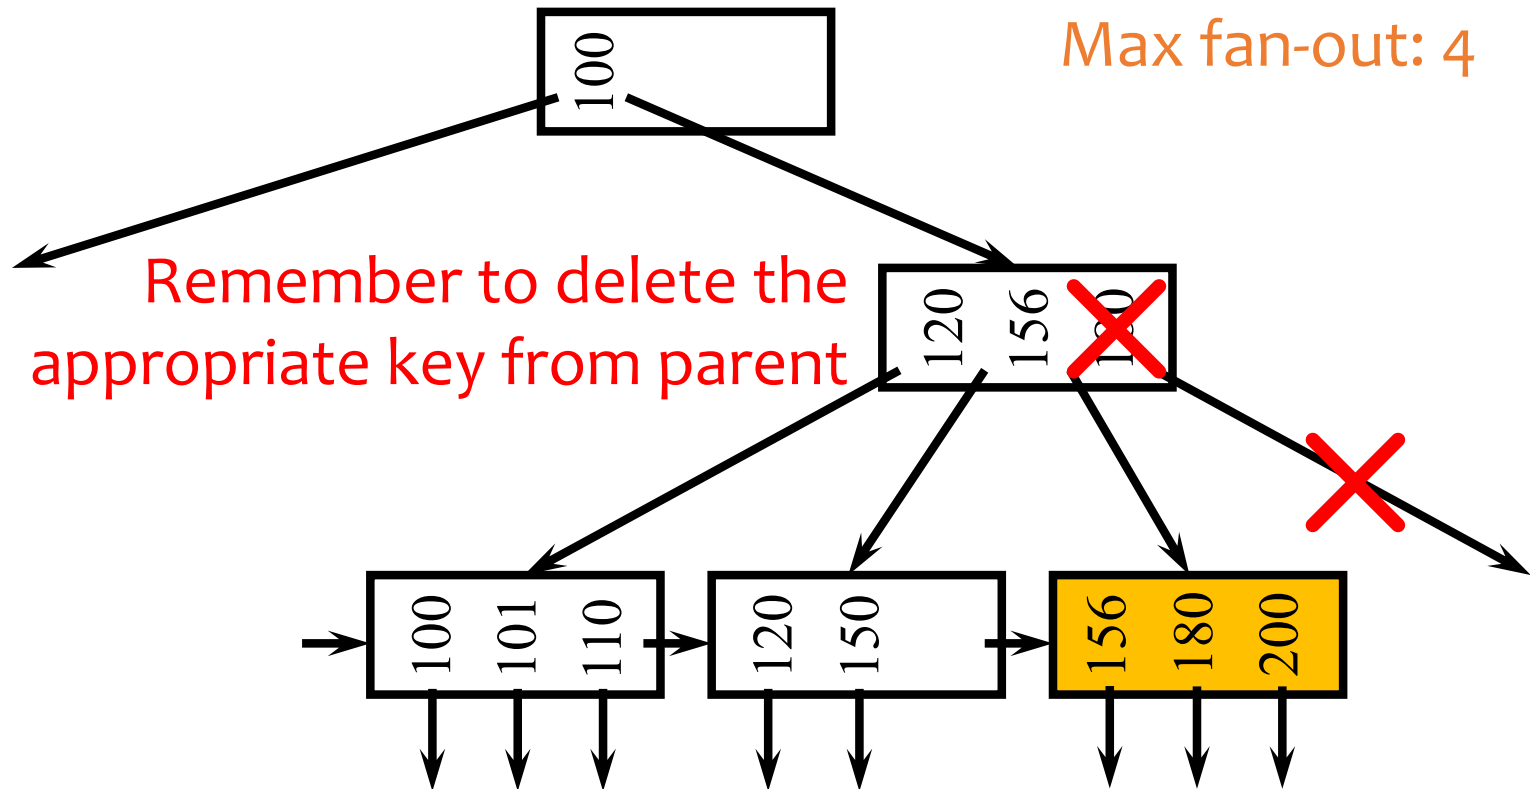 100
Max fan-out: 4
Remember to delete the
appropriate key from parent
120 156
100 101 110
120 150
156 180 200